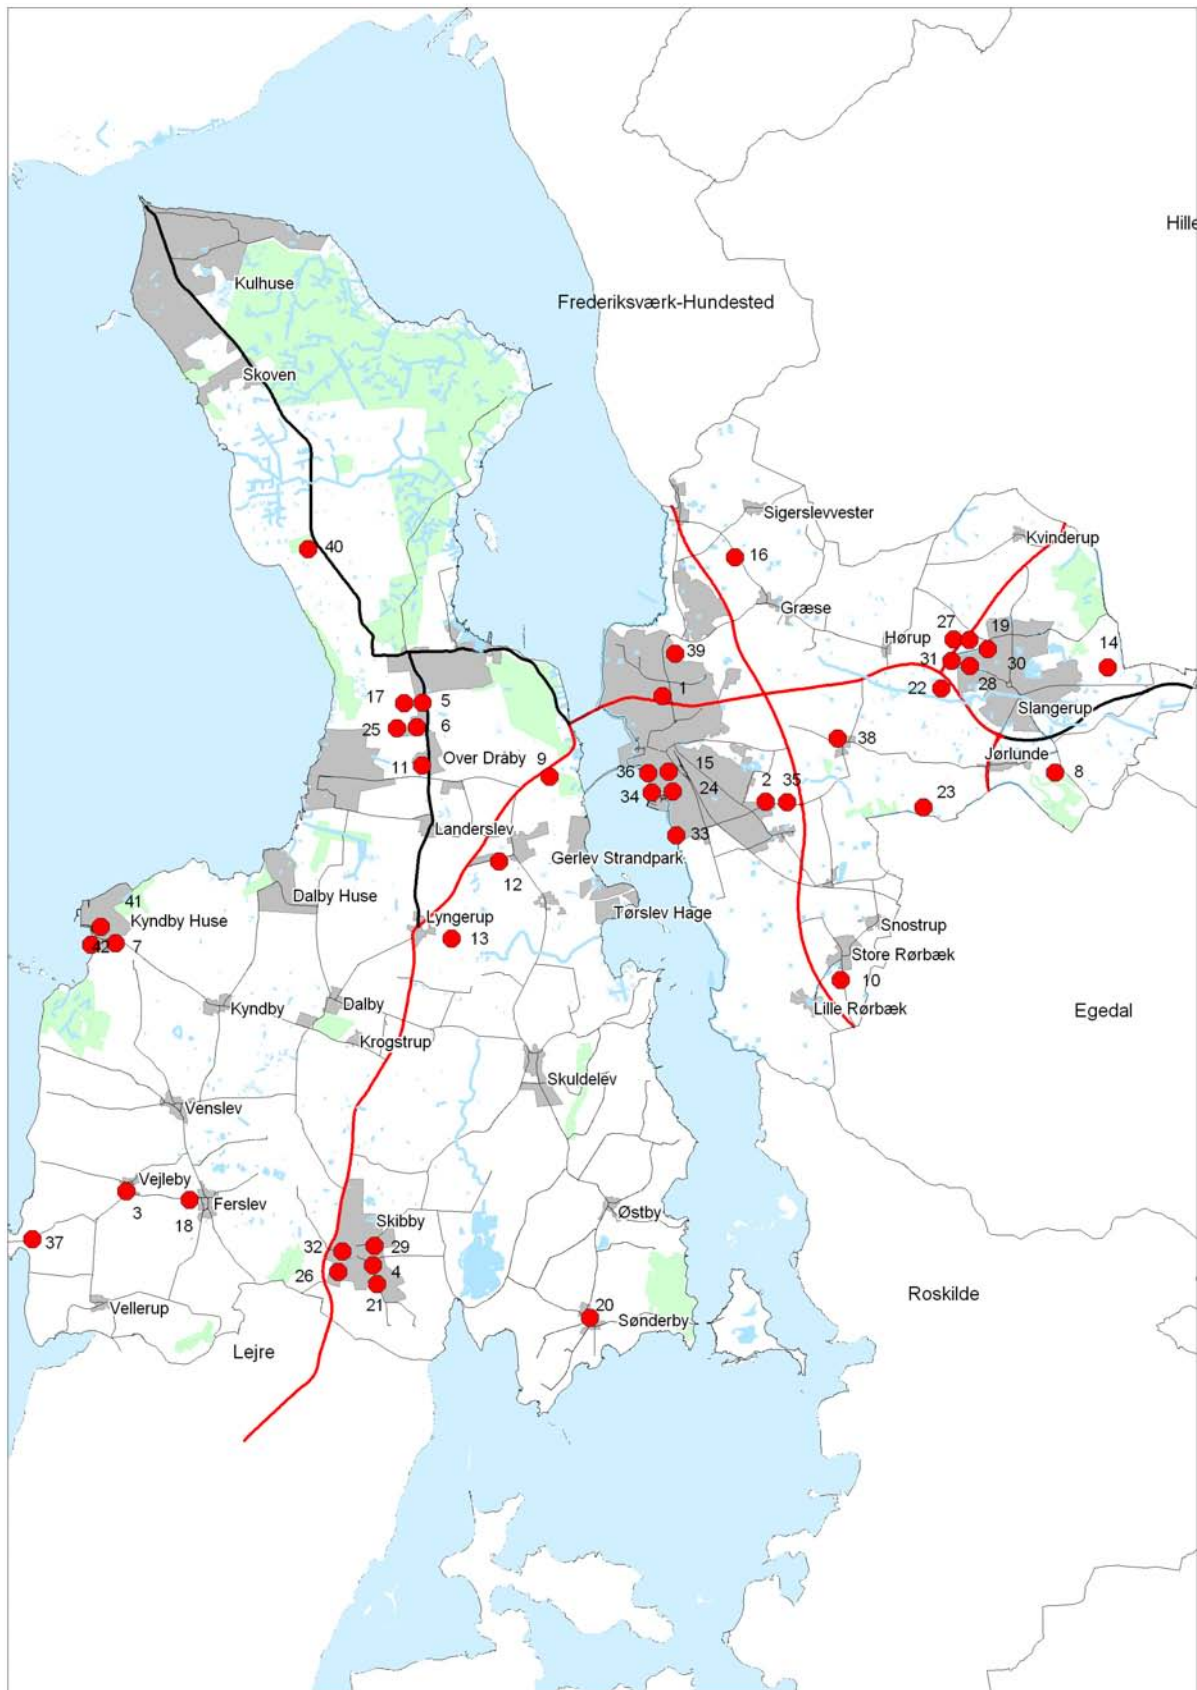 Hille
Kulhuse
Frederiksværk-Hundested
Skoven
Sigerslevvester
Kvinderup
40
16
Græse
27
19
Hørup
39
31
30
14
28
22
1
17
5
Slangerup
25
6
38
Over Dråby
9
15
Jørlunde
11
36
8
2
35
24
34
23
Landerslev
33
Gerlev Strandpark
12
Dalby Huse
41
Tørslev Hage
Kyndby Huse
Lyngerup
Snostrup
13
42
7
Store Rørbæk
10
Kyndby
Dalby
Lille Rørbæk
Egedal
Krogstrup
Skuldelev
Venslev
Vejleby
3
Ferslev
18
Østby
Skibby
37
32
29
26
4
Roskilde
21
Vellerup
20
Sønderby
Lejre